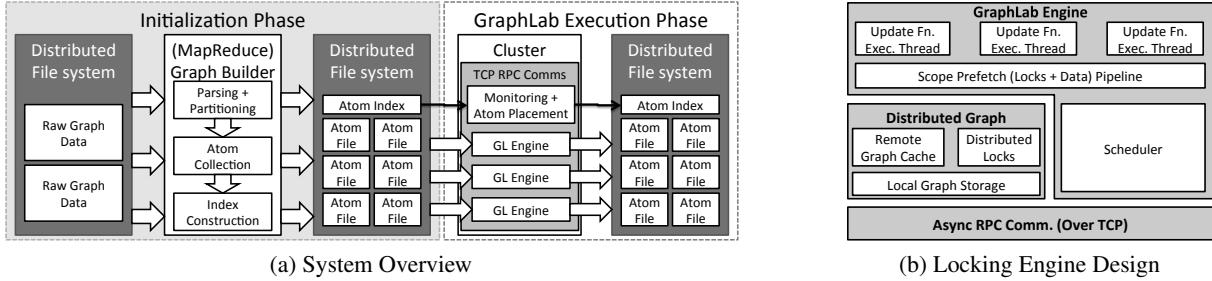 Initialization Phase
GraphLab Execution Phase
Distributed
File system
Raw Graph
Data
Raw Graph
Data
(MapReduce)
Graph Builder
Parsing +
Partitioning
Atom
Collection
Index
Construction
Distributed
File system
Atom Index
Atom
File
Atom
File
Atom
File
Atom
File
Atom
File
Atom
File
Atom
File
Atom
File
Cluster
TCP RPC Comms
Monitoring +
Atom Placement
GL Engine
GL Engine
GL Engine
Distributed
File system
Atom Index
Atom
File
Atom
File
Atom
File
Atom
File
Atom
File
Atom
File
Atom
File
Atom
File
(a) System Overview
GraphLab Engine
Update Fn.
Exec. Thread
Update Fn.
Exec. Thread
Update Fn.
Exec. Thread
Scope Prefetch (Locks + Data) Pipeline
Distributed Graph
Remote
Graph Cache
Distributed
Locks
Local Graph Storage
Scheduler
Async RPC Comm. (Over TCP)
(b) Locking Engine Design